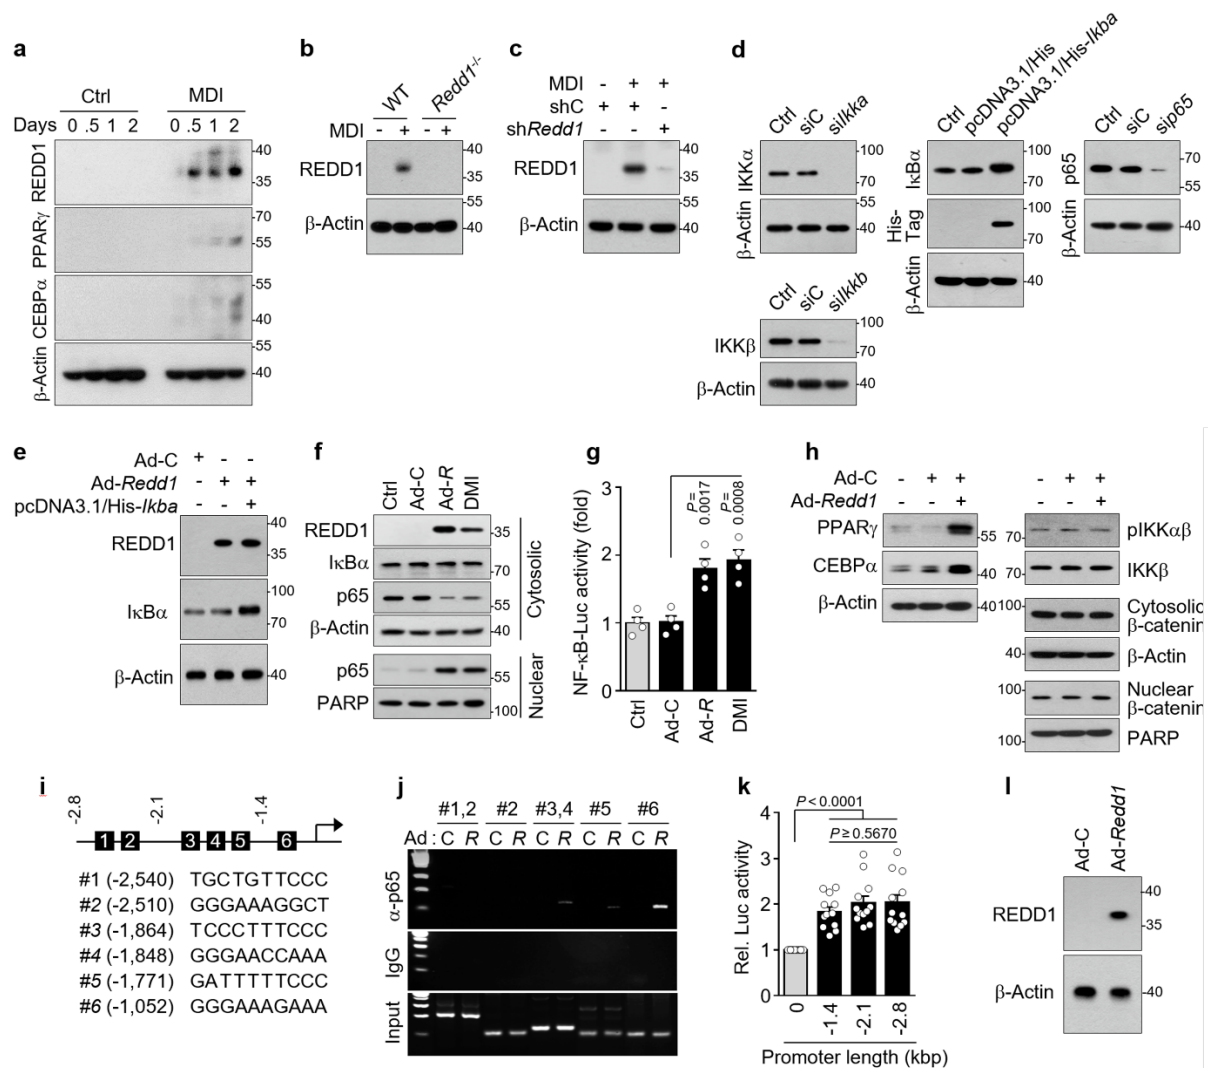 a
Ctrl MDI
Days 0 .5 1 2 0 .5 1 2
REDD1
40
35
PPARγ
70
55
CEBPα
55
40
β-Actin
55
40
b
WT Redd1-/-
MDI - + - +
REDD1
40
35
55
β-Actin
40
c
MDI - + +
shC + + -
shRedd1 - - +
REDD1
40
35
55
β-Actin
40
d
Ctrl siC siIkka
IKKα
100
70
β-Actin
55
40
Ctrl siC siIkkb
IKKβ
100
70
β-Actin
40
Ctrl pcDNA3.1/His pcDNA3.1/His-Ikba
IκBα
100
70
His-Tag
100
70
β-Actin
40
Ctrl siC sip65
p65
70
55
β-Actin
40
e
Ad-C + - -
Ad-Redd1 - + +
pcDNA3.1/His-Ikba - - +
REDD1
40
35
IκBα
100
70
β-Actin
40
f
Ctrl Ad-C Ad-R DMI
REDD1 35
IκBα 70
p65 55
β-Actin 40
Cytosolic
p65 55
PARP 100
Nuclear
g
NF-κB-Luc activity (fold)
3
2
1
0
P= 0.0017
P= 0.0008
Ctrl Ad-C Ad-R DMI
h
Ad-C - + +
Ad-Redd1 - - +
PPARγ 55
CEBPα 40
β-Actin 40
- + +
- - +
70 pIKKαβ
70 IKKβ
100 Cytosolic
β-catenin
40 β-Actin
100 Nuclear
β-catenin
100 PARP
i
-2.8 -2.1 -1.4
1 2 3 4 5 6
#1 (-2,540) TGCTGTTCCC
#2 (-2,510) GGGAAAGGCT
#3 (-1,864) TCCCTTTCCC
#4 (-1,848) GGGAACCAAA
#5 (-1,771) GATTTTTCCC
#6 (-1,052) GGGAAAGAAA
j
#1,2 #2 #3,4 #5 #6
Ad : C R C R C R C R C R
α-p65
IgG
Input
k
Rel. Luc activity
4
3
2
1
0
P < 0.0001
P ≥ 0.5670
0 -1.4 -2.1 -2.8
Promoter length (kbp)
l
Ad-C Ad-Redd1
REDD1
40
35
β-Actin 40